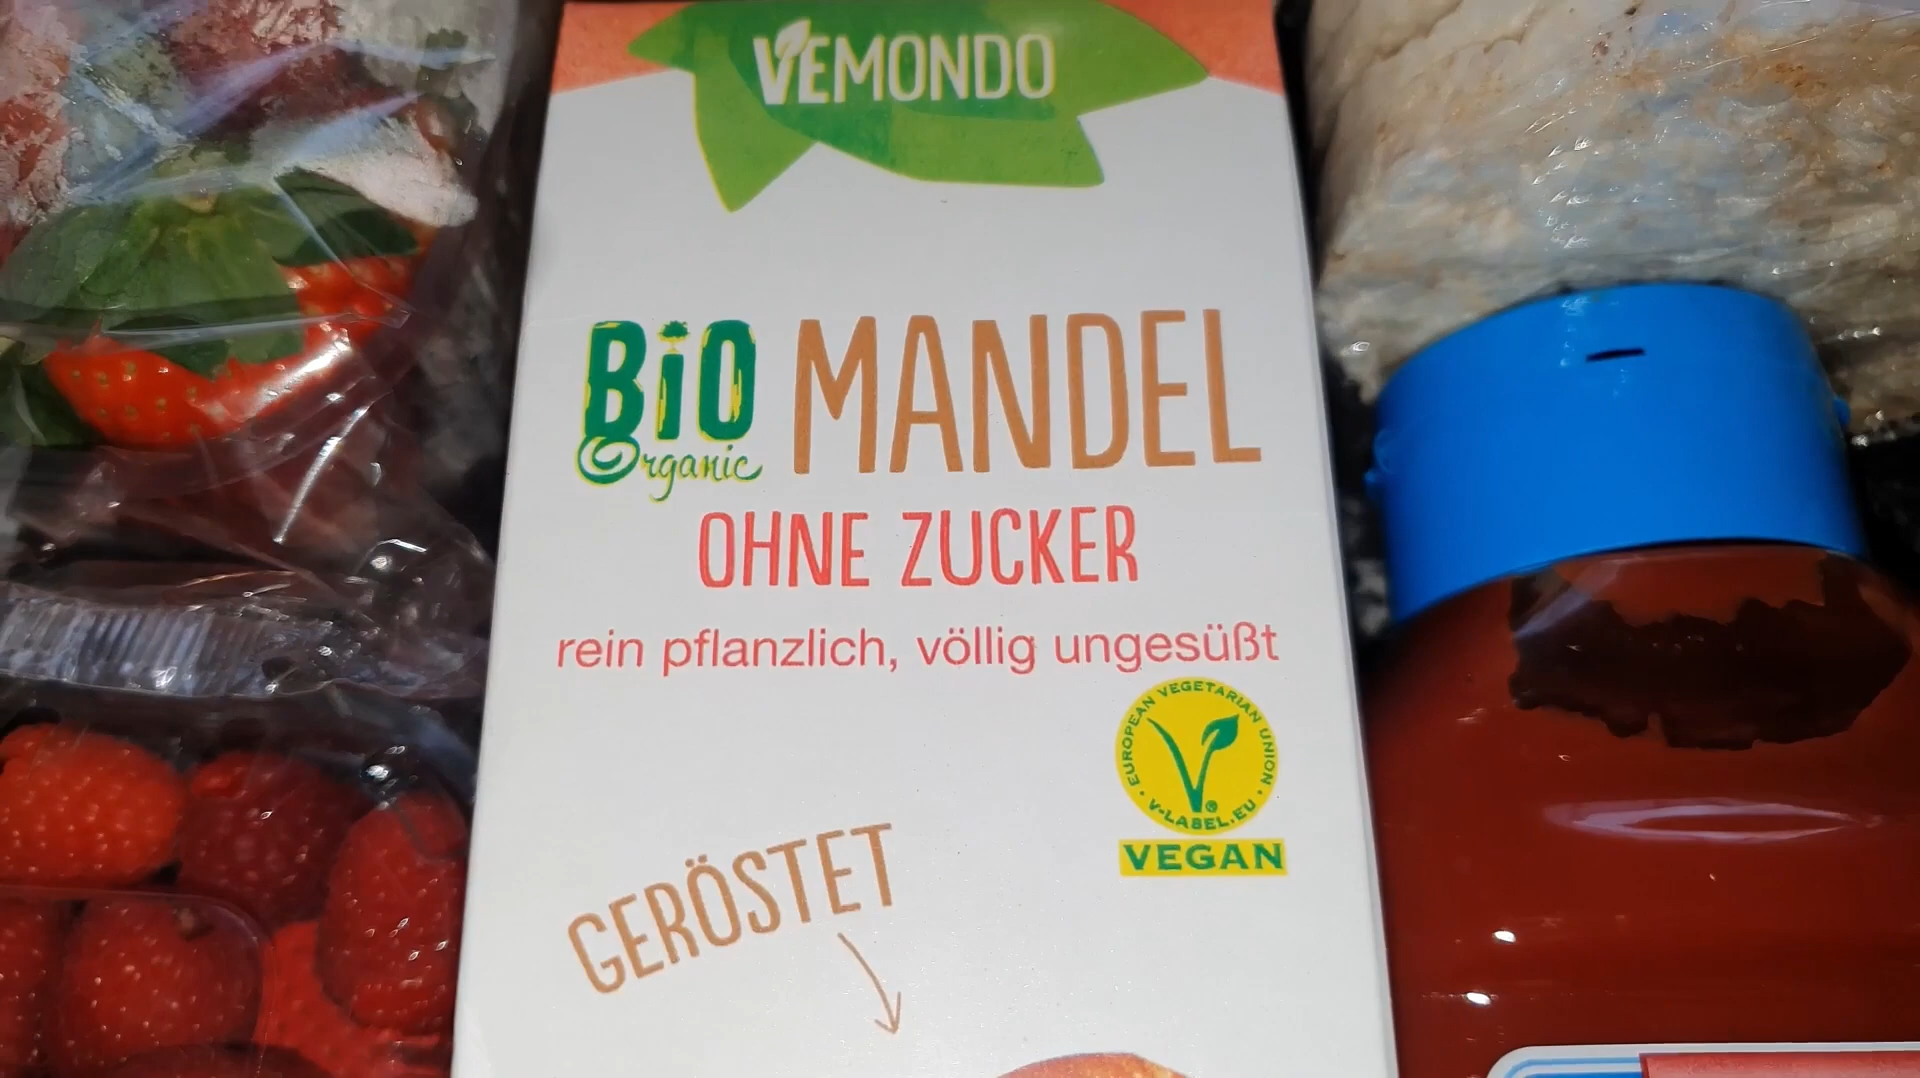 VEMONDO
BiO
Organic
MANDEL
OHNE ZUCKER
rein pflanzlich, völlig ungesüßt
EUROPEAN VEGETARIAN UNION
V-LABEL.EU
VEGAN
GERÖSTET